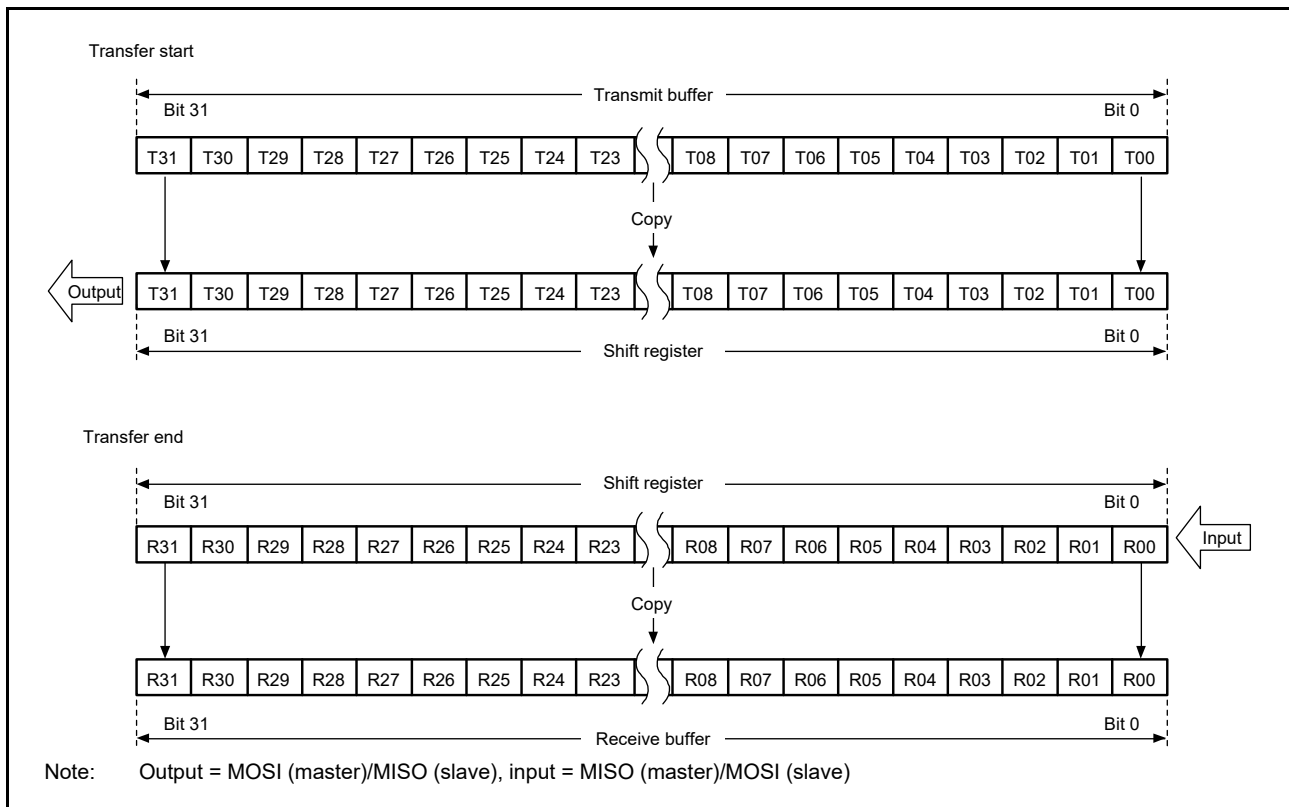 Transfer start
Transmit buffer
Bit 31 Bit 0
T31 T30 T29 T28 T27 T26 T25 T24 T23 T08 T07 T06 T05 T04 T03 T02 T01 T00
Copy
Output T31 T30 T29 T28 T27 T26 T25 T24 T23 T08 T07 T06 T05 T04 T03 T02 T01 T00
Bit 31 Bit 0
Shift register
Transfer end
Shift register
Bit 31 Bit 0
R31 R30 R29 R28 R27 R26 R25 R24 R23 R08 R07 R06 R05 R04 R03 R02 R01 R00 Input
Copy
R31 R30 R29 R28 R27 R26 R25 R24 R23 R08 R07 R06 R05 R04 R03 R02 R01 R00
Bit 31 Bit 0
Receive buffer
Note: Output = MOSI (master)/MISO (slave), input = MISO (master)/MOSI (slave)